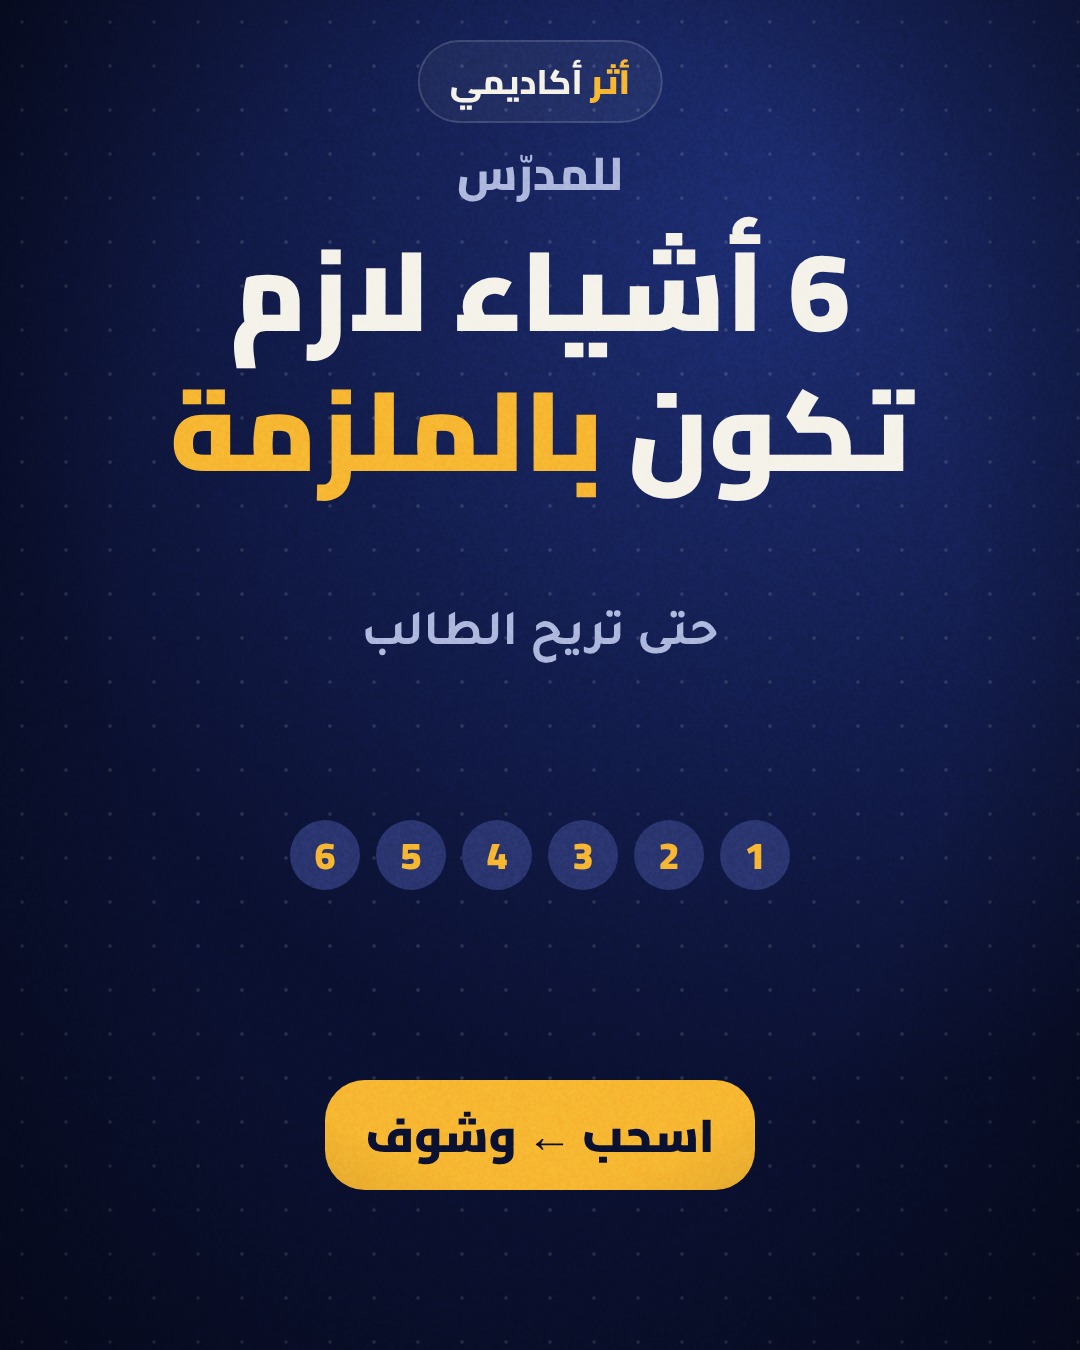 أثر أكاديمي
للمدرّس
6 أشياء لازم
تكون بالملزمة
حتى تريح الطالب
1 2 3 4 5 6
اسحب ← وشوف